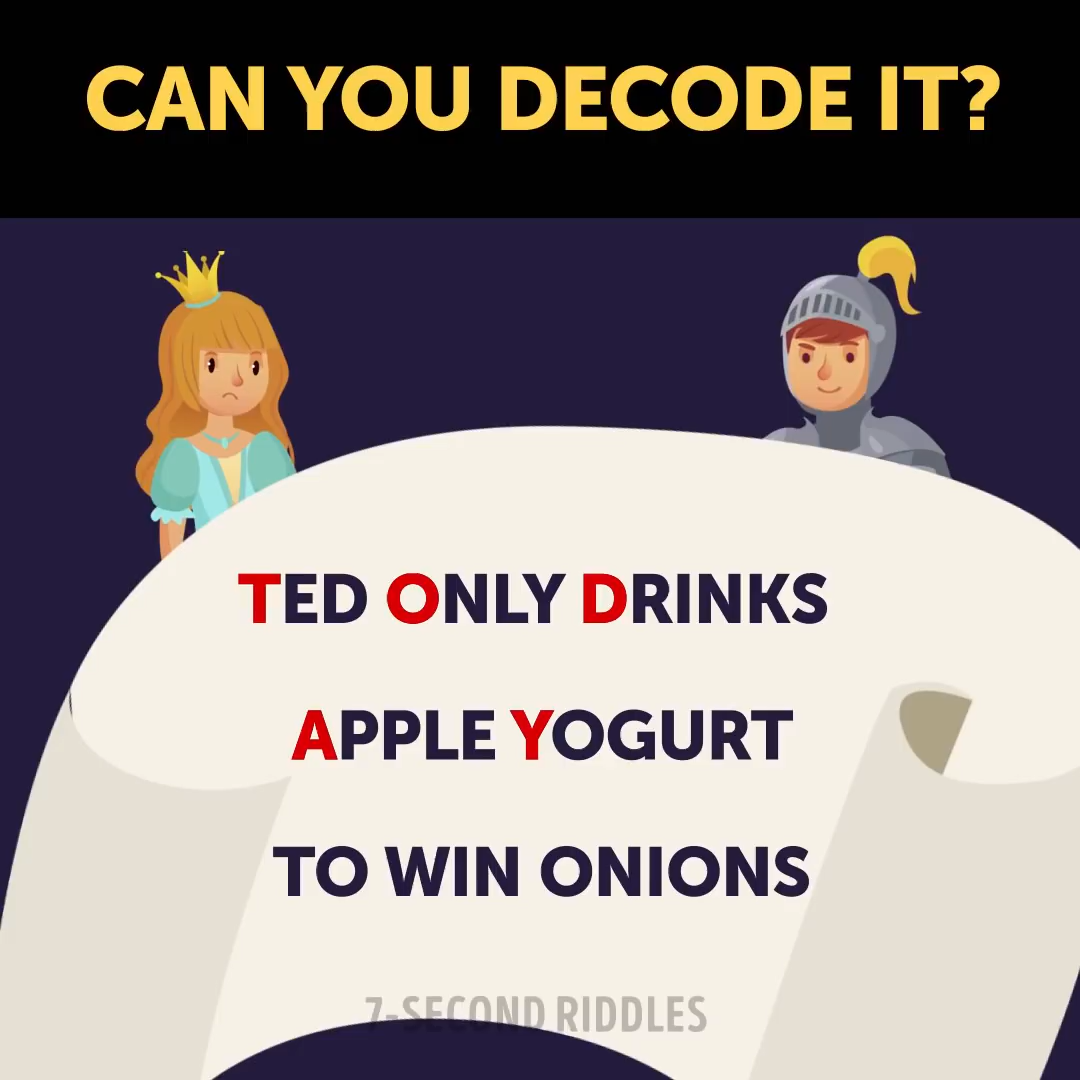 CAN YOU DECODE IT?
TED ONLY DRINKS
APPLE YOGURT
TO WIN ONIONS
7-SECOND RIDDLES